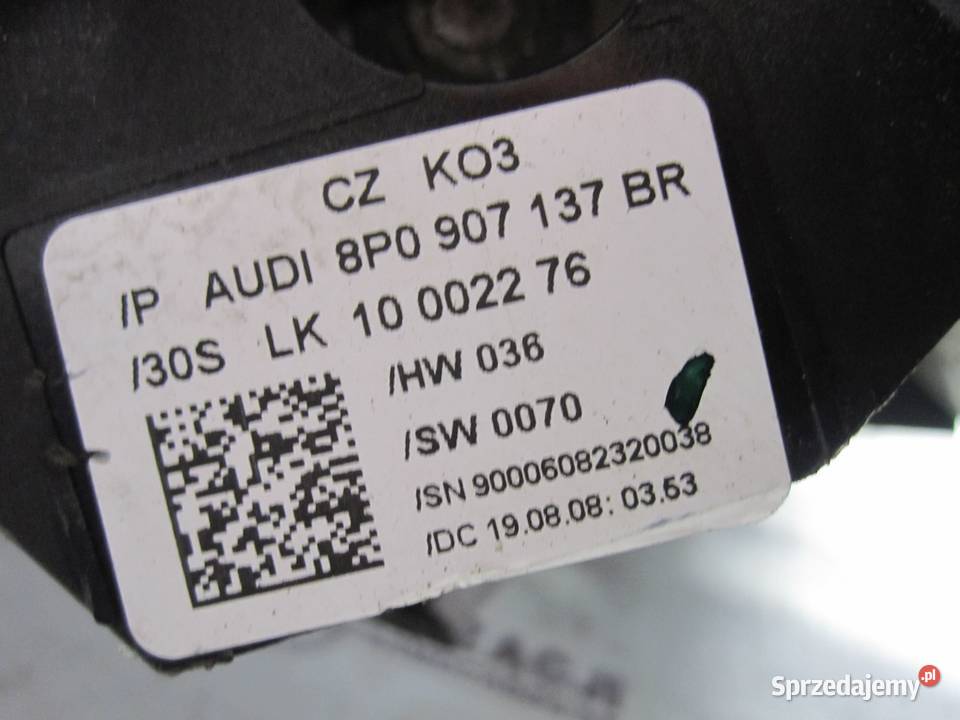 CZ KO3
/P AUDI 8P0 907 137 BR
/30S LK 10 0022 76
/HW 036
/SW 0070
/SN 90006082320038
/DC 19.08.08: 03.53
Sprzedajemy.pl